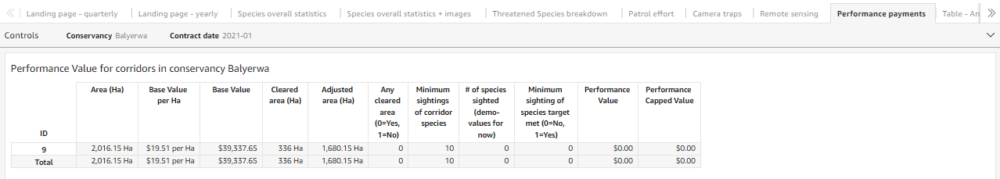 Landing page - quarterly Landing page - yearly Species overall statistics Species overall statistics + images Threatened Species breakdown Patrol effort Camera traps Remote sensing Performance payments Table - An
Controls Conservancy Balyerwa Contract date 2021-01
Performance Value for corridors in conservancy Balyerwa
ID Area (Ha) Base Value per Ha Base Value Cleared area (Ha) Adjusted area (Ha) Any cleared area (0=Yes, 1=No) Minimum sightings of corridor species # of species sighted (demo-values for now) Minimum sighting of species target met (0=No, 1=Yes) Performance Value Performance Capped Value
9 2,016.15 Ha $19.51 per Ha $39,337.65 336 Ha 1,680.15 Ha 0 10 0 0 $0.00 $0.00
Total 2,016.15 Ha $19.51 per Ha $39,337.65 336 Ha 1,680.15 Ha 0 10 0 0 $0.00 $0.00